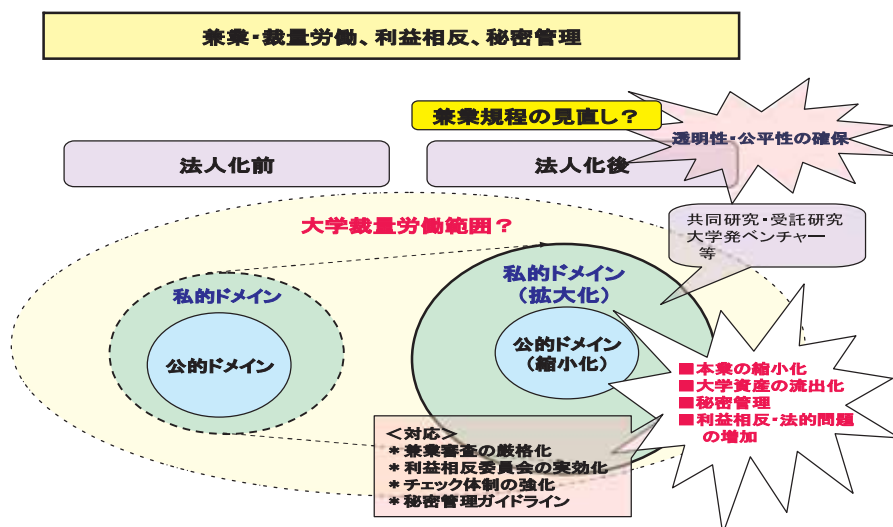 兼業・裁量労働、利益相反、秘密管理
兼業規程の見直し？
透明性・公平性の確保
法人化前
法人化後
大学裁量労働範囲？
共同研究・受託研究
大学発ベンチャー
等
私的ドメイン
私的ドメイン
（拡大化）
公的ドメイン
公的ドメイン
（縮小化）
■本業の縮小化
■大学資産の流出化
■秘密管理
■利益相反・法的問題
の増加
＜対応＞
＊兼業審査の厳格化
＊利益相反委員会の実効化
＊チェック体制の強化
＊秘密管理ガイドライン